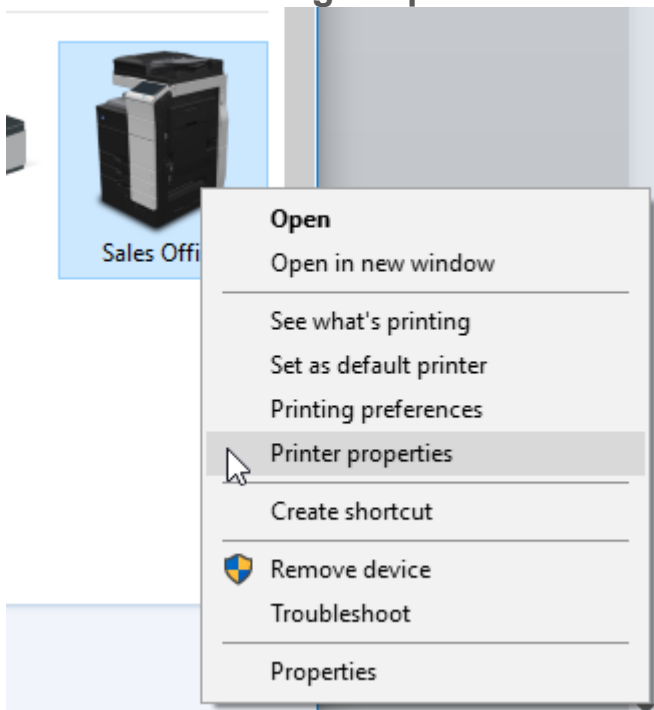 Sales Offi
Open
Open in new window
See what's printing
Set as default printer
Printing preferences
Printer properties
Create shortcut
Remove device
Troubleshoot
Properties